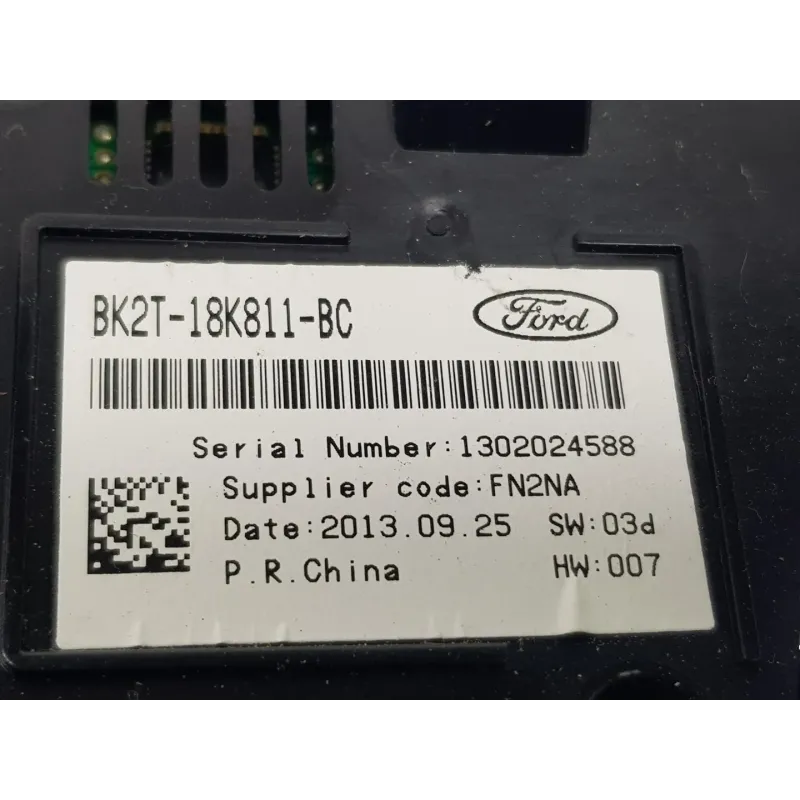 BK2T-18K811-BC
Ford
Serial Number:1302024588
Supplier code:FN2NA
Date:2013.09.25 SW:03d
P.R.China HW:007